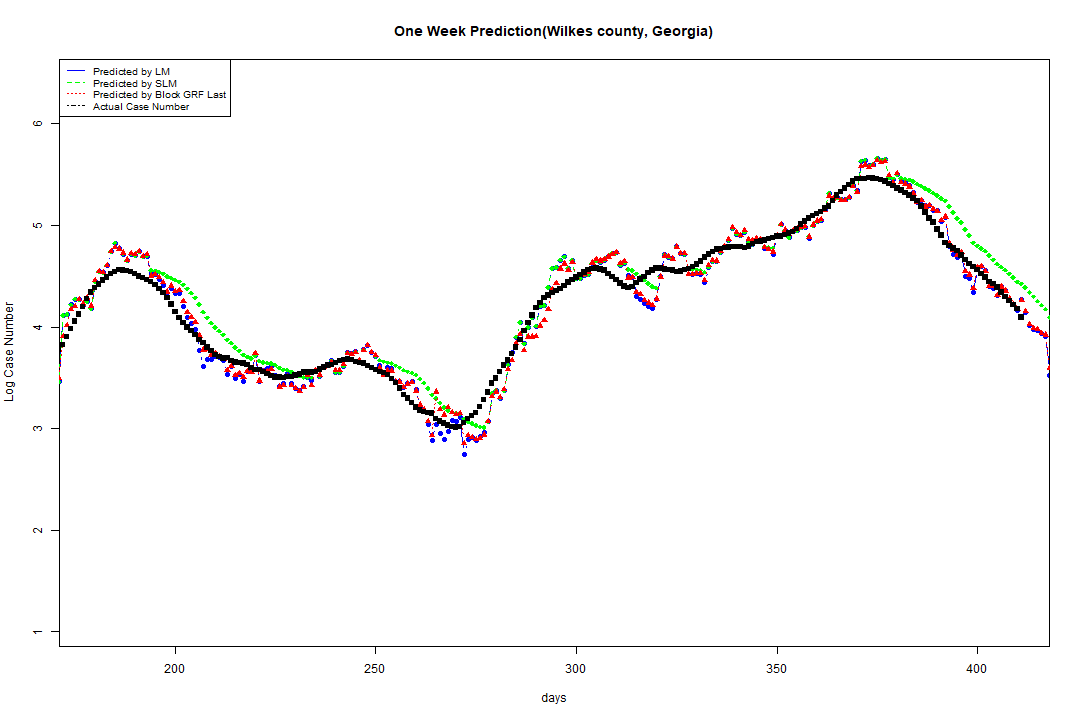 One Week Prediction(Wilkes county, Georgia)
Predicted by LM
Predicted by SLM
Predicted by Block GRF Last
Actual Case Number
Log Case Number
6
5
4
3
2
1
200 250 300 350 400
days